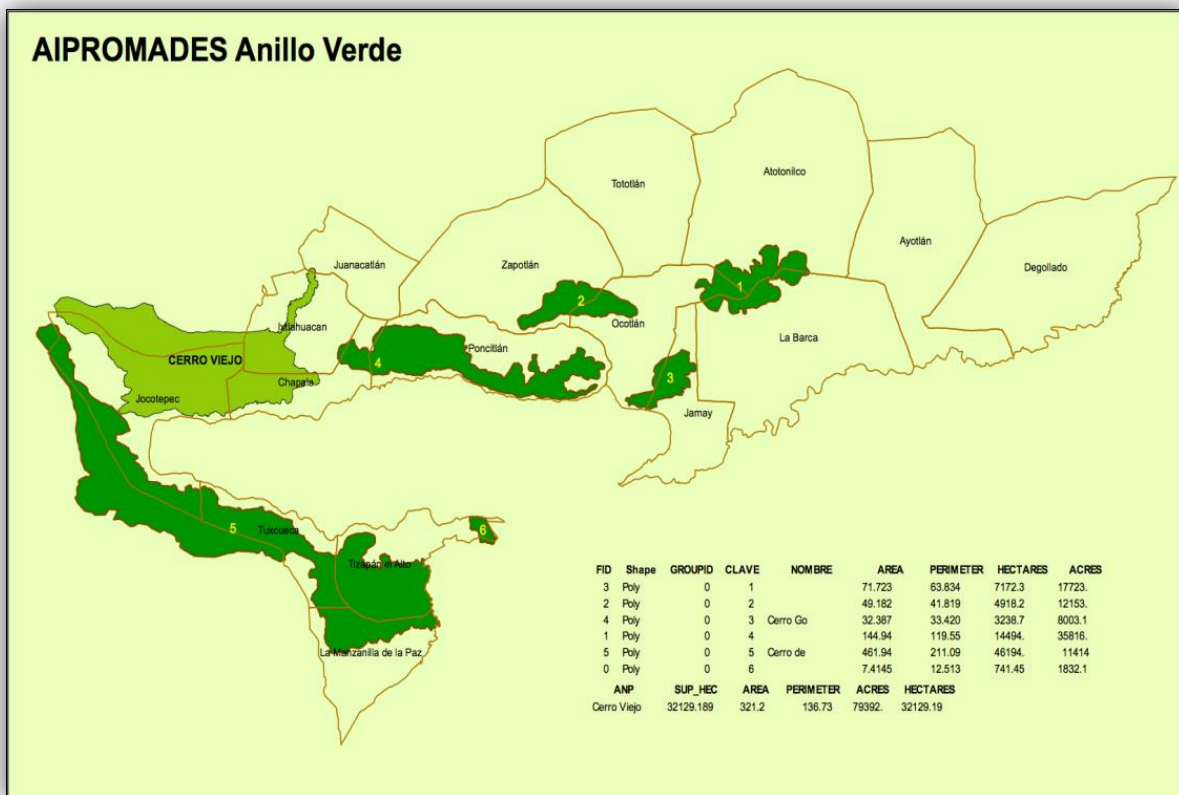 AIPROMADES Anillo Verde
Atotonilco
Tototlán
Ayotlán
Degollado
Juanacatlán
Zapotlán
1
2
Ocotlán
Ixtlahuacan
La Barca
Poncitlán
CERRO VIEJO
4
3
Chapala
Jocotepec
Jamay
5
Tuxcueca
6
Tizapán el Alto
La Manzanilla de la Paz
FID Shape GROUPID CLAVE NOMBRE AREA PERIMETER HECTARES ACRES
3 Poly 0 1 71.723 63.834 7172.3 17723.
2 Poly 0 2 49.182 41.819 4918.2 12153.
4 Poly 0 3 Cerro Go 32.387 33.420 3238.7 8003.1
1 Poly 0 4 144.94 119.55 14494. 35816.
5 Poly 0 5 Cerro de 461.94 211.09 46194. 11414
0 Poly 0 6 7.4145 12.513 741.45 1832.1
ANP SUP_HEC AREA PERIMETER ACRES HECTARES
Cerro Viejo 32129.189 321.2 136.73 79392. 32129.19